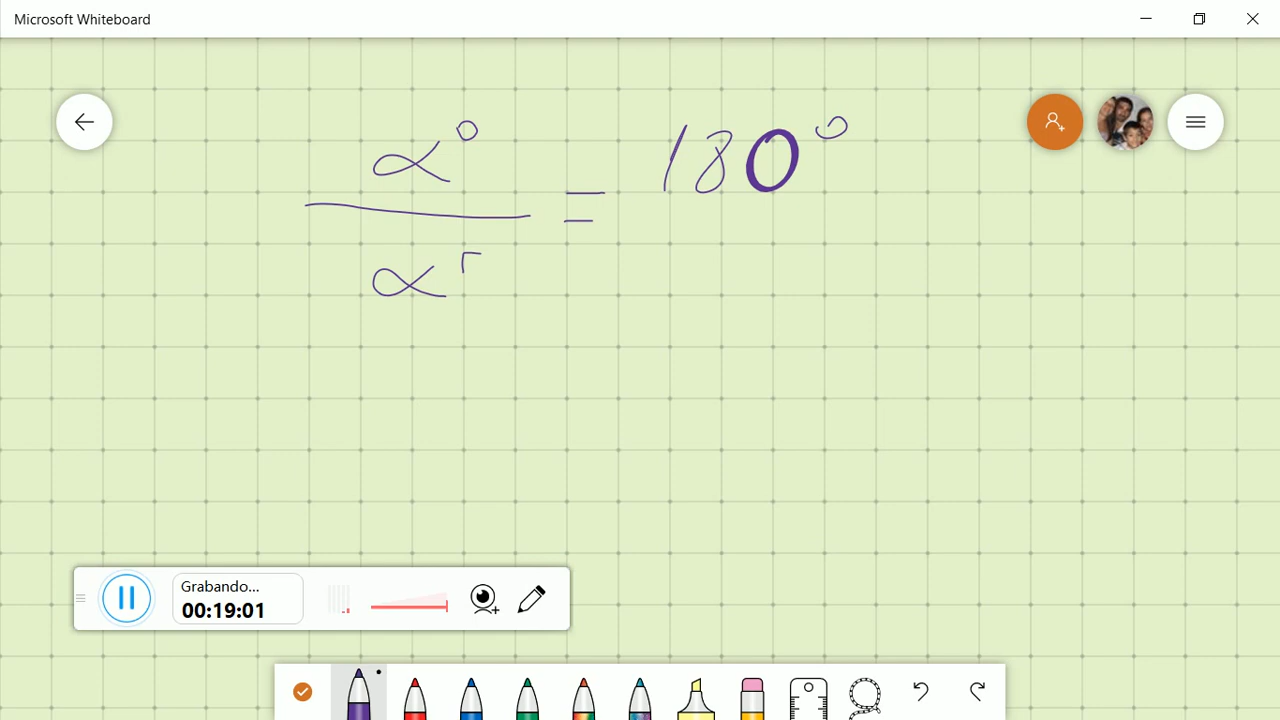 Microsoft Whiteboard
α° = 180°
αʳ
Grabando...
00:19:01